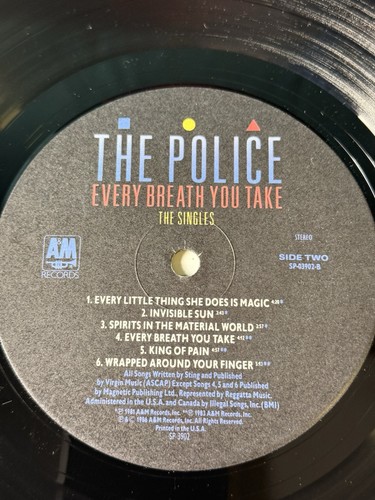 THE POLICE
EVERY BREATH YOU TAKE
THE SINGLES
A&M
RECORDS
STEREO
SIDE TWO
SP-03902-B
1. EVERY LITTLE THING SHE DOES IS MAGIC
2. INVISIBLE SUN
3. SPIRITS IN THE MATERIAL WORLD
4. EVERY BREATH YOU TAKE
5. KING OF PAIN
6. WRAPPED AROUND YOUR FINGER
All Songs Written by Sting and Published
by Virgin Music (ASCAP) Except Songs 4, 5 and 6 Published
by Magnetic Publishing Ltd., Represented by Reggatta Music.
Administered in the U.S.A. and Canada by Illegal Songs, Inc. (BMI)
℗ 1981 A&M Records, Inc. ℗ 1983 A&M Records, Inc.
℗ © 1986 A&M Records, Inc. All Rights Reserved.
Printed in the U.S.A.
SP 3902